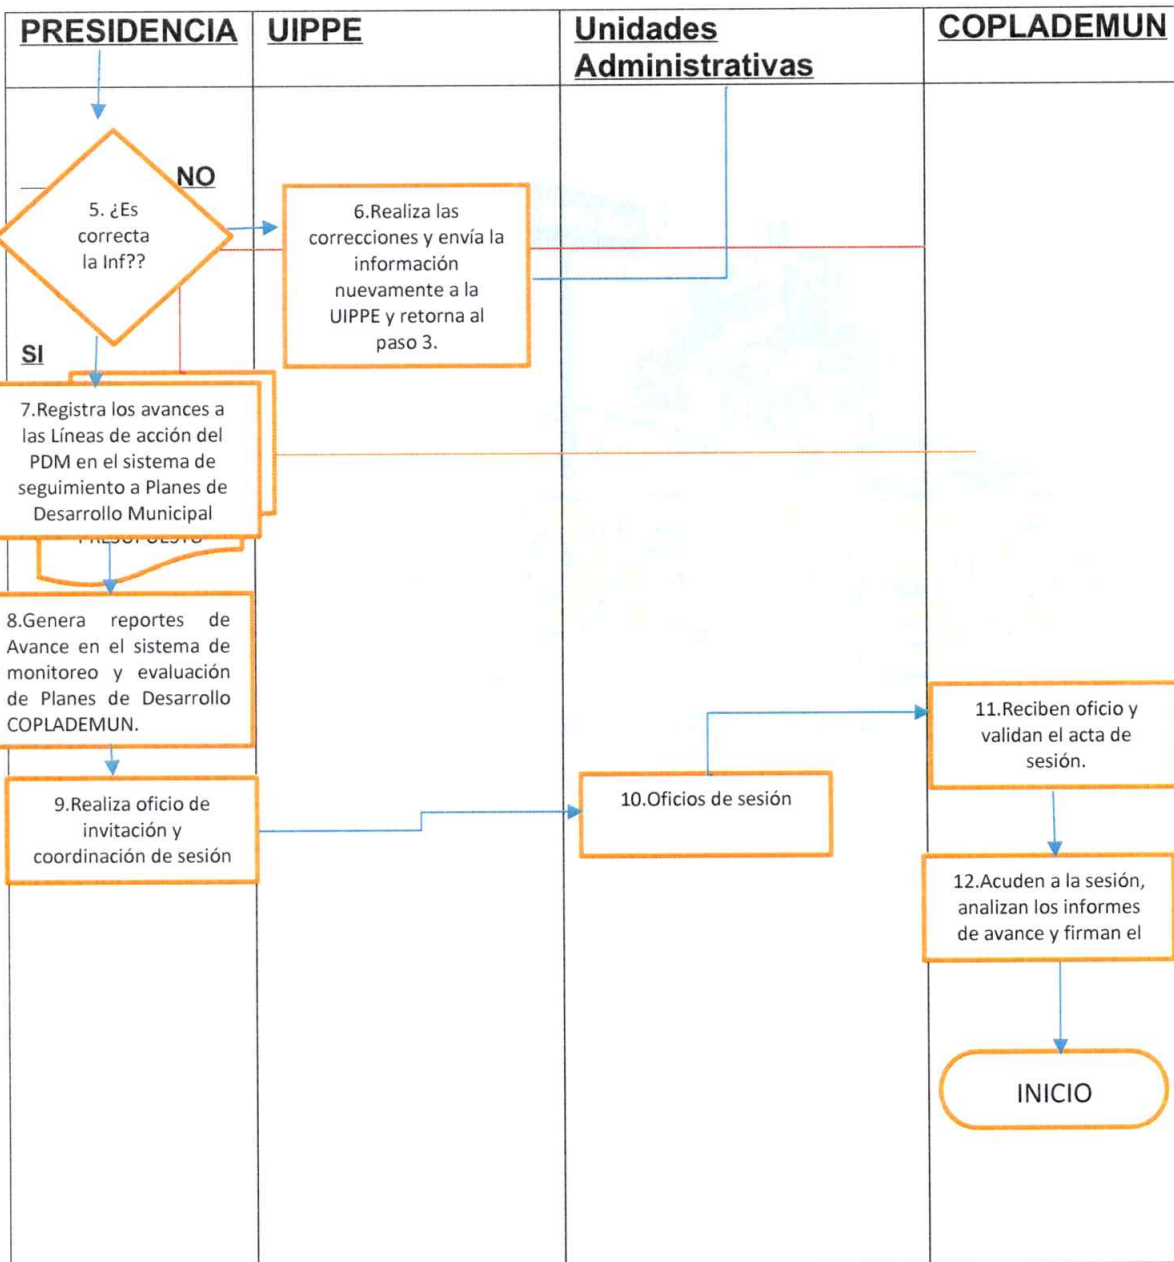 PRESIDENCIA
UIPPE
Unidades
Administrativas
COPLADEMUN
NO
5. ¿Es
correcta
la Inf??
6.Realiza las
correcciones y envía la
información
nuevamente a la
UIPPE y retorna al
paso 3.
SI
7.Registra los avances a
las Líneas de acción del
PDM en el sistema de
seguimiento a Planes de
Desarrollo Municipal
PRESUPUESTO
8.Genera reportes de
Avance en el sistema de
monitoreo y evaluación
de Planes de Desarrollo
COPLADEMUN.
9.Realiza oficio de
invitación y
coordinación de sesión
10.Oficios de sesión
11.Reciben oficio y
validan el acta de
sesión.
12.Acuden a la sesión,
analizan los informes
de avance y firman el
INICIO